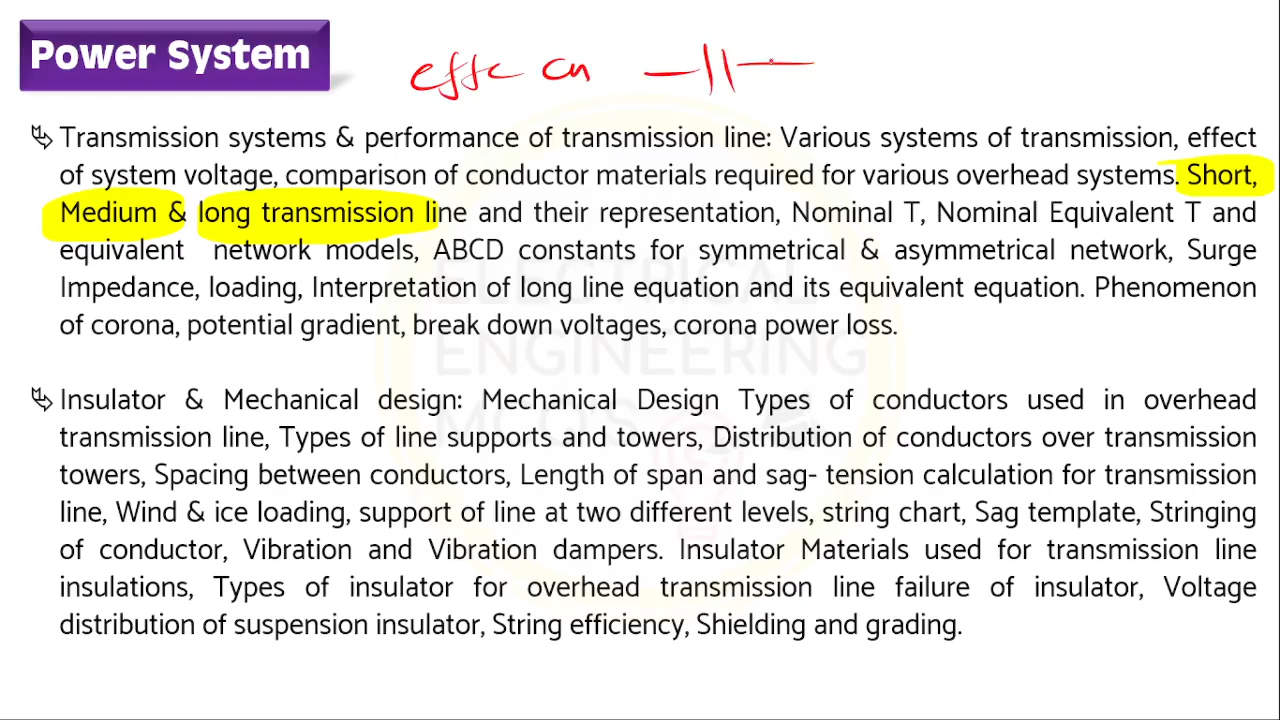 Power System
effe cn
Transmission systems & performance of transmission line: Various systems of transmission, effect
of system voltage, comparison of conductor materials required for various overhead systems. Short,
Medium & long transmission line and their representation, Nominal T, Nominal Equivalent T and
equivalent network models, ABCD constants for symmetrical & asymmetrical network, Surge
Impedance, loading, Interpretation of long line equation and its equivalent equation. Phenomenon
of corona, potential gradient, break down voltages, corona power loss.
Insulator & Mechanical design: Mechanical Design Types of conductors used in overhead
transmission line, Types of line supports and towers, Distribution of conductors over transmission
towers, Spacing between conductors, Length of span and sag- tension calculation for transmission
line, Wind & ice loading, support of line at two different levels, string chart, Sag template, Stringing
of conductor, Vibration and Vibration dampers. Insulator Materials used for transmission line
insulations, Types of insulator for overhead transmission line failure of insulator, Voltage
distribution of suspension insulator, String efficiency, Shielding and grading.
ELECTRICAL
ENGINEERING
MCQ'S